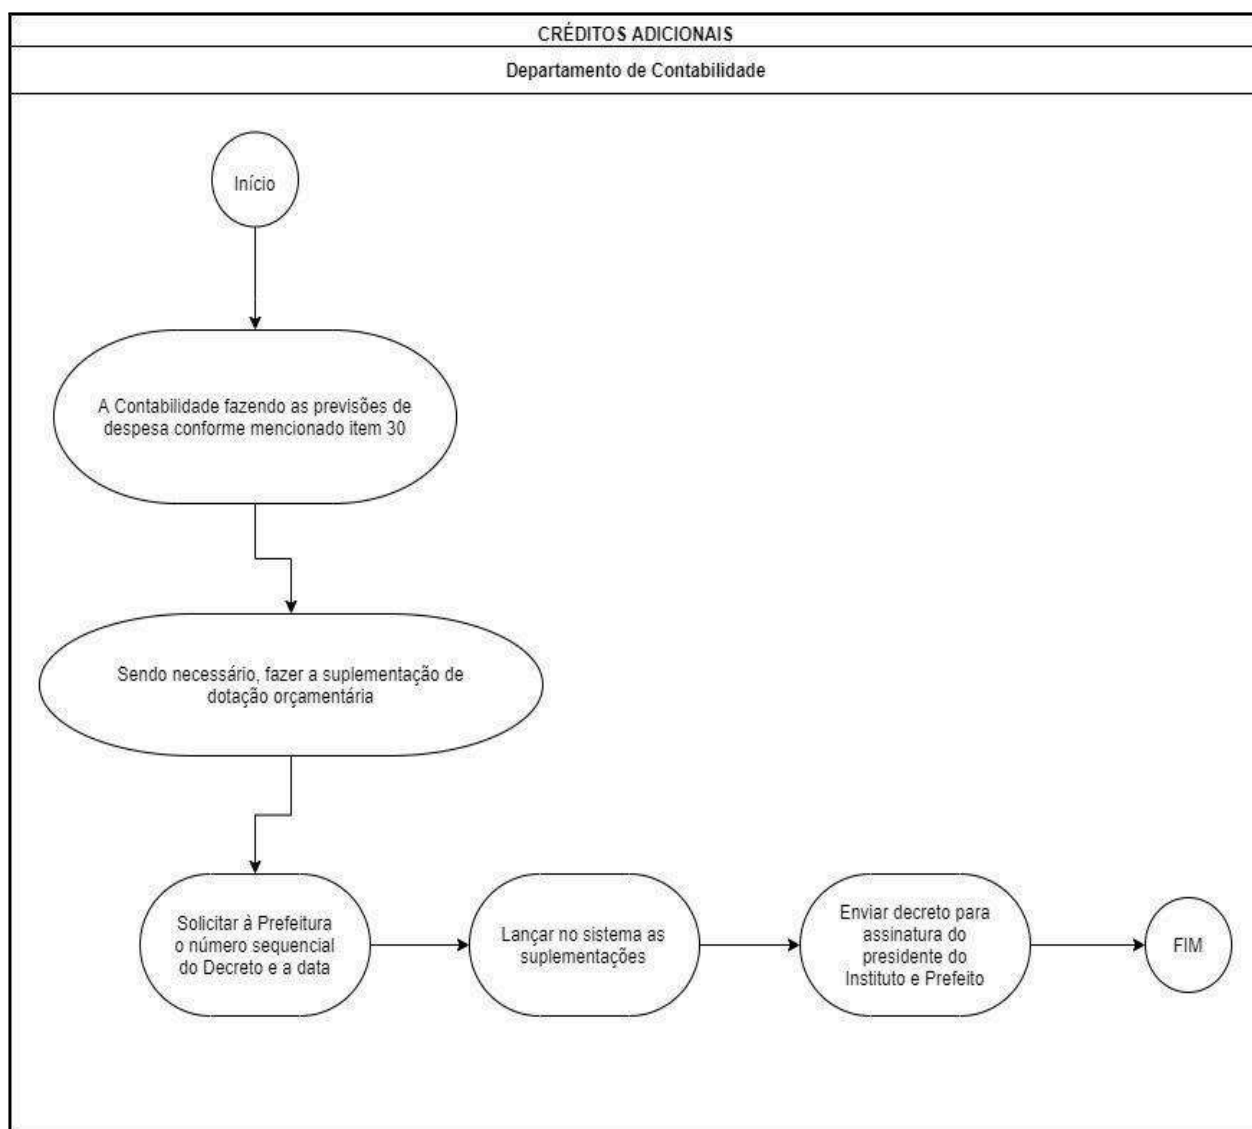 CRÉDITOS ADICIONAIS
Departamento de Contabilidade
Início
A Contabilidade fazendo as previsões de
despesa conforme mencionado item 30
Sendo necessário, fazer a suplementação de
dotação orçamentária
Solicitar à Prefeitura
o número sequencial
do Decreto e a data
Lançar no sistema as
suplementações
Enviar decreto para
assinatura do
presidente do
Instituto e Prefeito
FIM